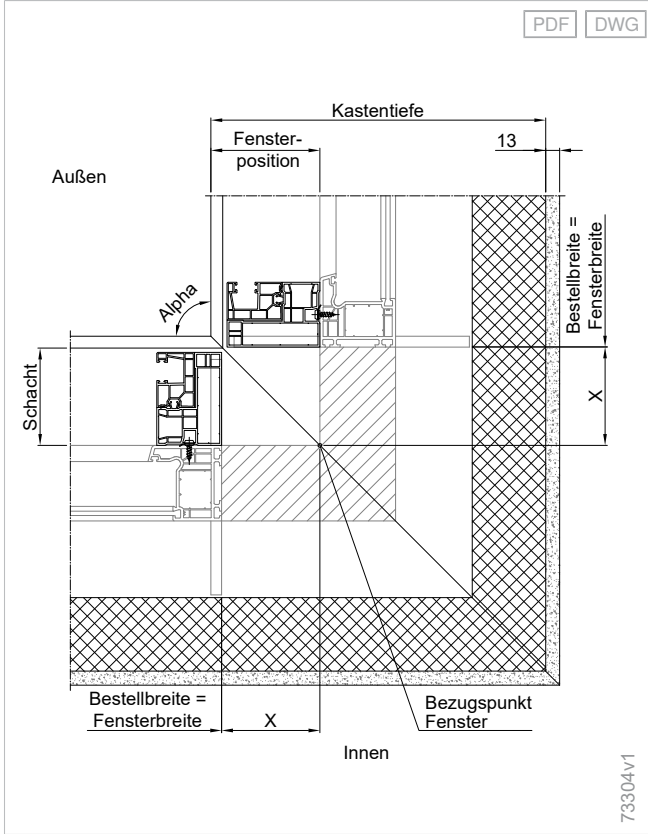 PDF DWG
Kastentiefe
Fenster-
position
13
Außen
Alpha
Bestellbreite =
Fensterbreite
Schacht
X
Bestellbreite =
Fensterbreite
X
Bezugspunkt
Fenster
Innen
73304v1